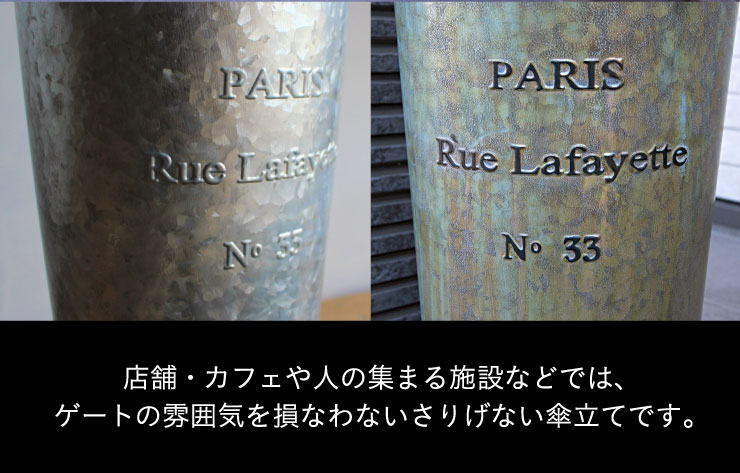 PARIS
Rue Lafayette
No 33
PARIS
Rue Lafayette
No 33
店舗・カフェや人の集まる施設などでは、
ゲートの雰囲気を損なわないさりげない傘立てです。